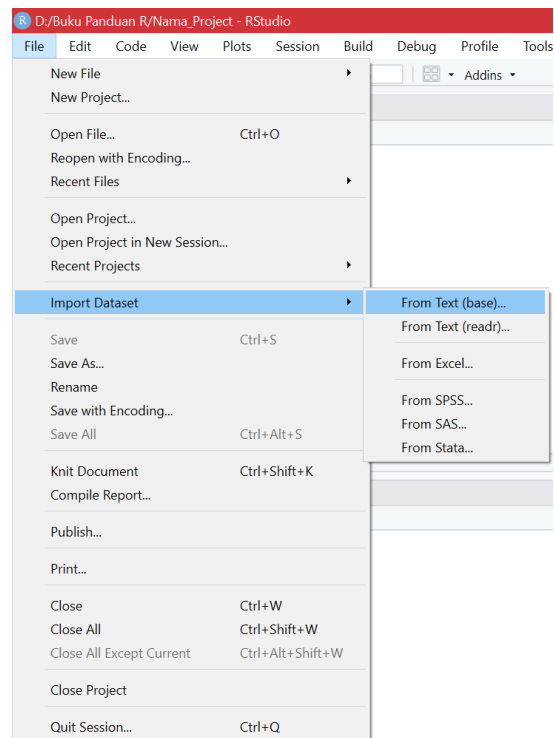 R D:/Buku Panduan R/Nama_Project - RStudio
File Edit Code View Plots Session Build Debug Profile Tools
Addins
New File
New Project...
Open File... Ctrl+O
Reopen with Encoding...
Recent Files
Open Project...
Open Project in New Session...
Recent Projects
Import Dataset
From Text (base)...
From Text (readr)...
From Excel...
From SPSS...
From SAS...
From Stata...
Save Ctrl+S
Save As...
Rename
Save with Encoding...
Save All Ctrl+Alt+S
Knit Document Ctrl+Shift+K
Compile Report...
Publish...
Print...
Close Ctrl+W
Close All Ctrl+Shift+W
Close All Except Current Ctrl+Alt+Shift+W
Close Project
Quit Session... Ctrl+Q